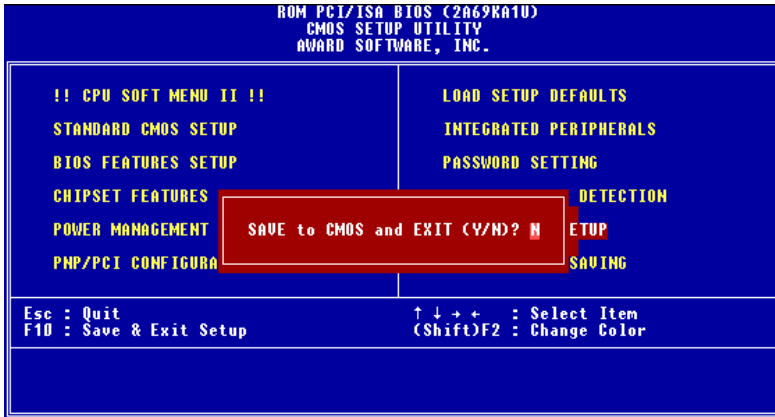 ROM PCI/ISA BIOS (2A69KA1U)
CMOS SETUP UTILITY
AWARD SOFTWARE, INC.
!! CPU SOFT MENU II !!
STANDARD CMOS SETUP
BIOS FEATURES SETUP
CHIPSET FEATURES
POWER MANAGEMENT
PNP/PCI CONFIGURA
LOAD SETUP DEFAULTS
INTEGRATED PERIPHERALS
PASSWORD SETTING
DETECTION
ETUP
SAVING
SAVE to CMOS and EXIT (Y/N)? N
Esc : Quit
F10 : Save & Exit Setup
↑ ↓ → ← : Select Item
(Shift)F2 : Change Color